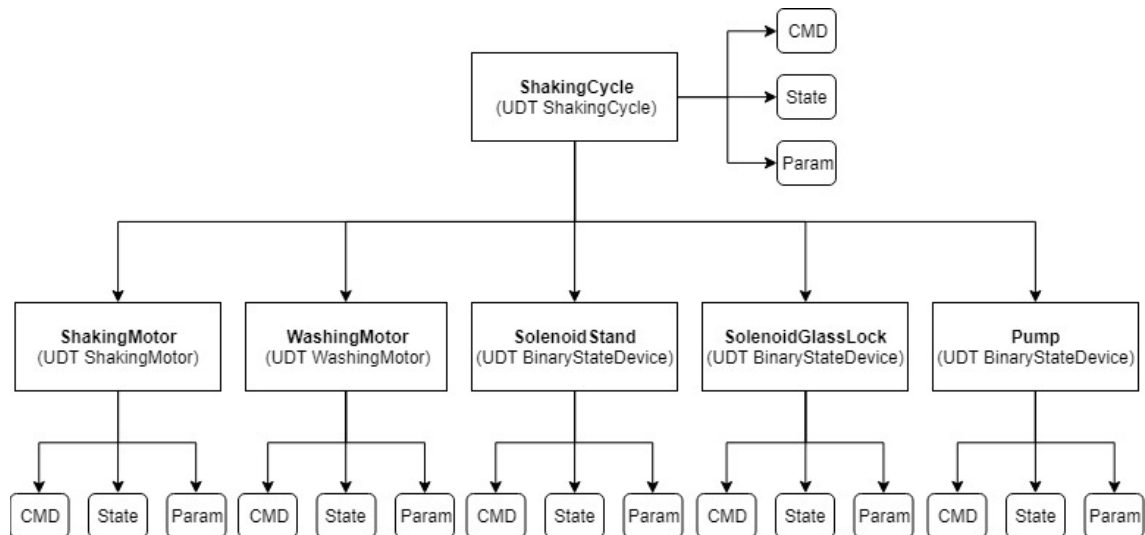 CMD
ShakingCycle
(UDT ShakingCycle)
State
Param
ShakingMotor
(UDT ShakingMotor)
WashingMotor
(UDT WashingMotor)
SolenoidStand
(UDT BinaryStateDevice)
SolenoidGlassLock
(UDT BinaryStateDevice)
Pump
(UDT BinaryStateDevice)
CMD
State
Param
CMD
State
Param
CMD
State
Param
CMD
State
Param
CMD
State
Param